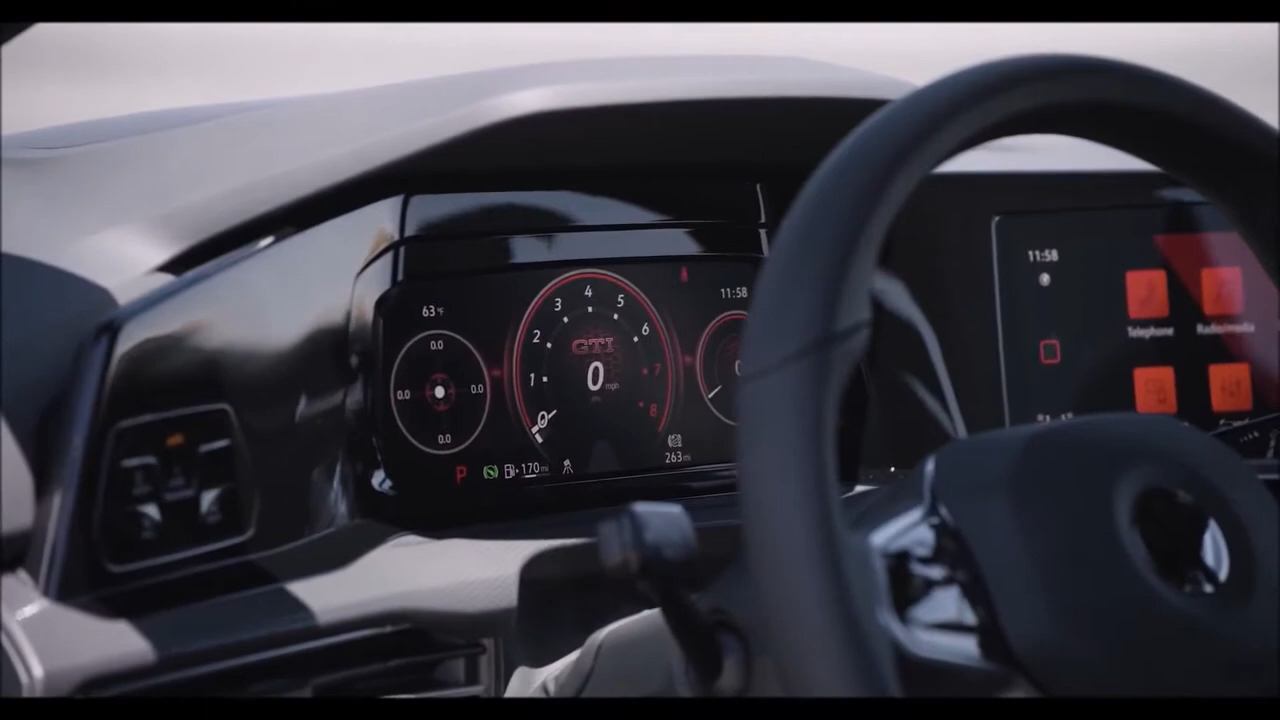 63°F
0.0
0.0 0.0
0.0
0 1 2 3 4 5 6 7 8
GTI
0 mph
11:58
P
170 mi
263 mi
11:58
Telephone
Radio/media